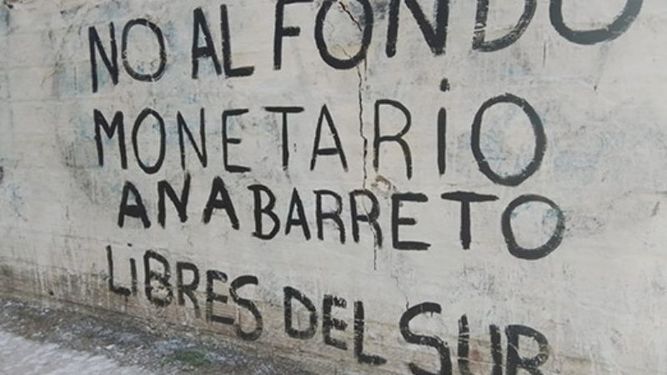 NO AL FONDO
MONETARIO
ANA BARRETO
LIBRES DEL SUR